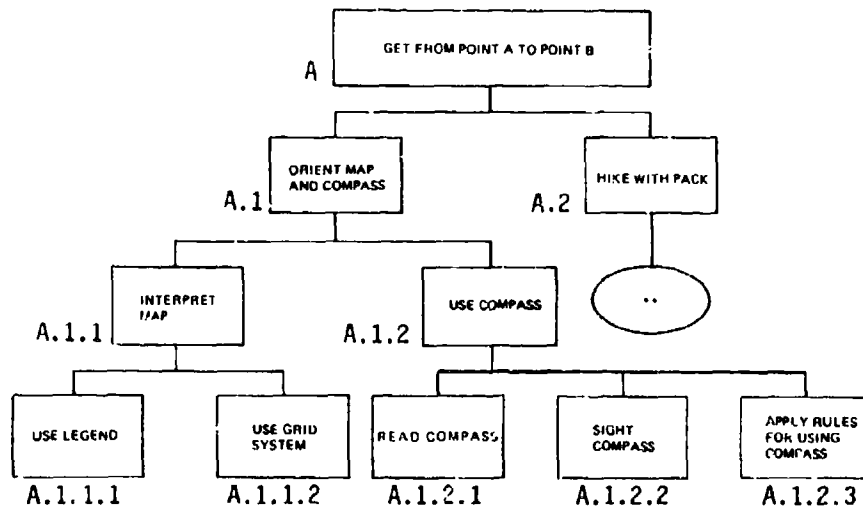 GET FROM POINT A TO POINT B
A
ORIENT MAP
AND COMPASS
A.1
HIKE WITH PACK
A.2
INTERPRET
MAP
A.1.1
USE COMPASS
A.1.2
..
USE LEGEND
A.1.1.1
USE GRID
SYSTEM
A.1.1.2
READ COMPASS
A.1.2.1
SIGHT
COMPASS
A.1.2.2
APPLY RULES
FOR USING
COMPASS
A.1.2.3